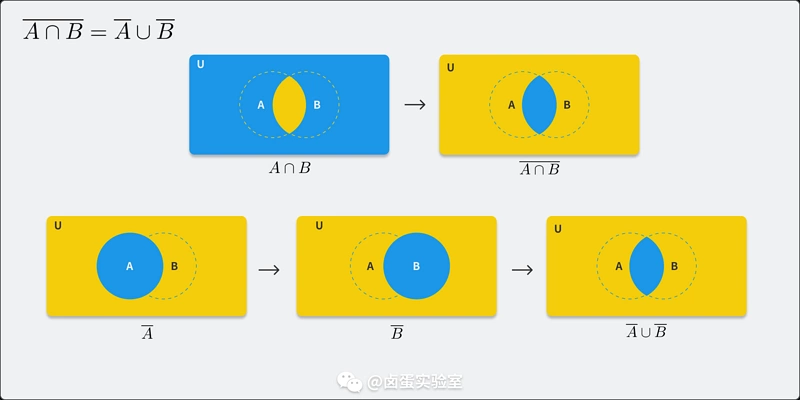 $\overline{A \cap B} = \overline{A} \cup \overline{B}$
U
A B
$A \cap B$
→
U
A B
$\overline{A \cap B}$
U
A B
$\overline{A}$
→
U
A B
$\overline{B}$
→
U
A B
$\overline{A} \cup \overline{B}$
@卤蛋实验室